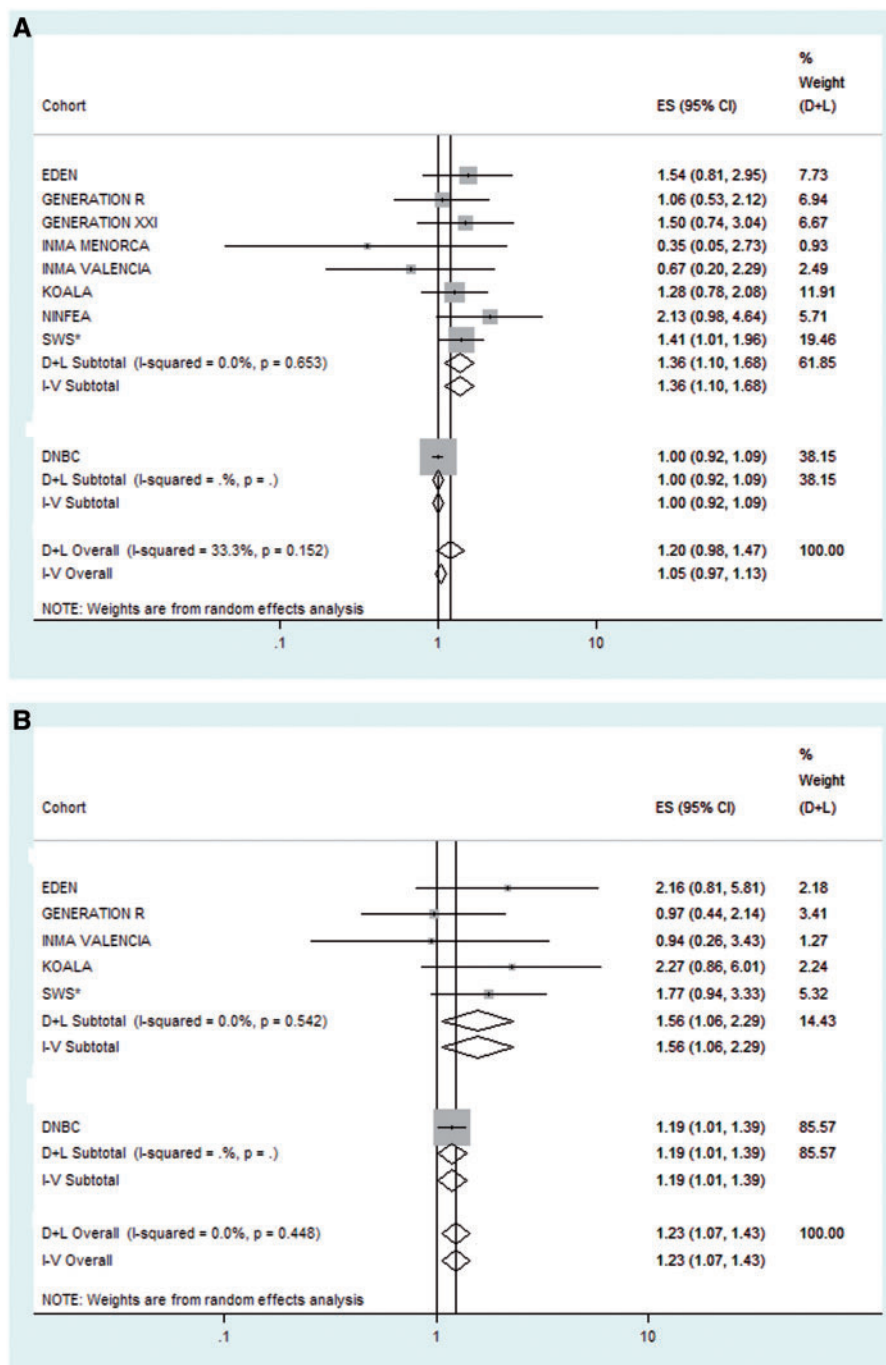 A
%
Weight
Cohort ES (95% CI) (D+L)
EDEN 1.54 (0.81, 2.95) 7.73
GENERATION R 1.06 (0.53, 2.12) 6.94
GENERATION XXI 1.50 (0.74, 3.04) 6.67
INMA MENORCA 0.35 (0.05, 2.73) 0.93
INMA VALENCIA 0.67 (0.20, 2.29) 2.49
KOALA 1.28 (0.78, 2.08) 11.91
NINFEA 2.13 (0.98, 4.64) 5.71
SWS* 1.41 (1.01, 1.96) 19.46
D+L Subtotal (I-squared = 0.0%, p = 0.653) 1.36 (1.10, 1.68) 61.85
I-V Subtotal 1.36 (1.10, 1.68)
DNBC 1.00 (0.92, 1.09) 38.15
D+L Subtotal (I-squared = .%, p = .) 1.00 (0.92, 1.09) 38.15
I-V Subtotal 1.00 (0.92, 1.09)
D+L Overall (I-squared = 33.3%, p = 0.152) 1.20 (0.98, 1.47) 100.00
I-V Overall 1.05 (0.97, 1.13)
NOTE: Weights are from random effects analysis
.1 1 10
B
%
Weight
Cohort ES (95% CI) (D+L)
EDEN 2.16 (0.81, 5.81) 2.18
GENERATION R 0.97 (0.44, 2.14) 3.41
INMA VALENCIA 0.94 (0.26, 3.43) 1.27
KOALA 2.27 (0.86, 6.01) 2.24
SWS* 1.77 (0.94, 3.33) 5.32
D+L Subtotal (I-squared = 0.0%, p = 0.542) 1.56 (1.06, 2.29) 14.43
I-V Subtotal 1.56 (1.06, 2.29)
DNBC 1.19 (1.01, 1.39) 85.57
D+L Subtotal (I-squared = .%, p = .) 1.19 (1.01, 1.39) 85.57
I-V Subtotal 1.19 (1.01, 1.39)
D+L Overall (I-squared = 0.0%, p = 0.448) 1.23 (1.07, 1.43) 100.00
I-V Overall 1.23 (1.07, 1.43)
NOTE: Weights are from random effects analysis
.1 1 10